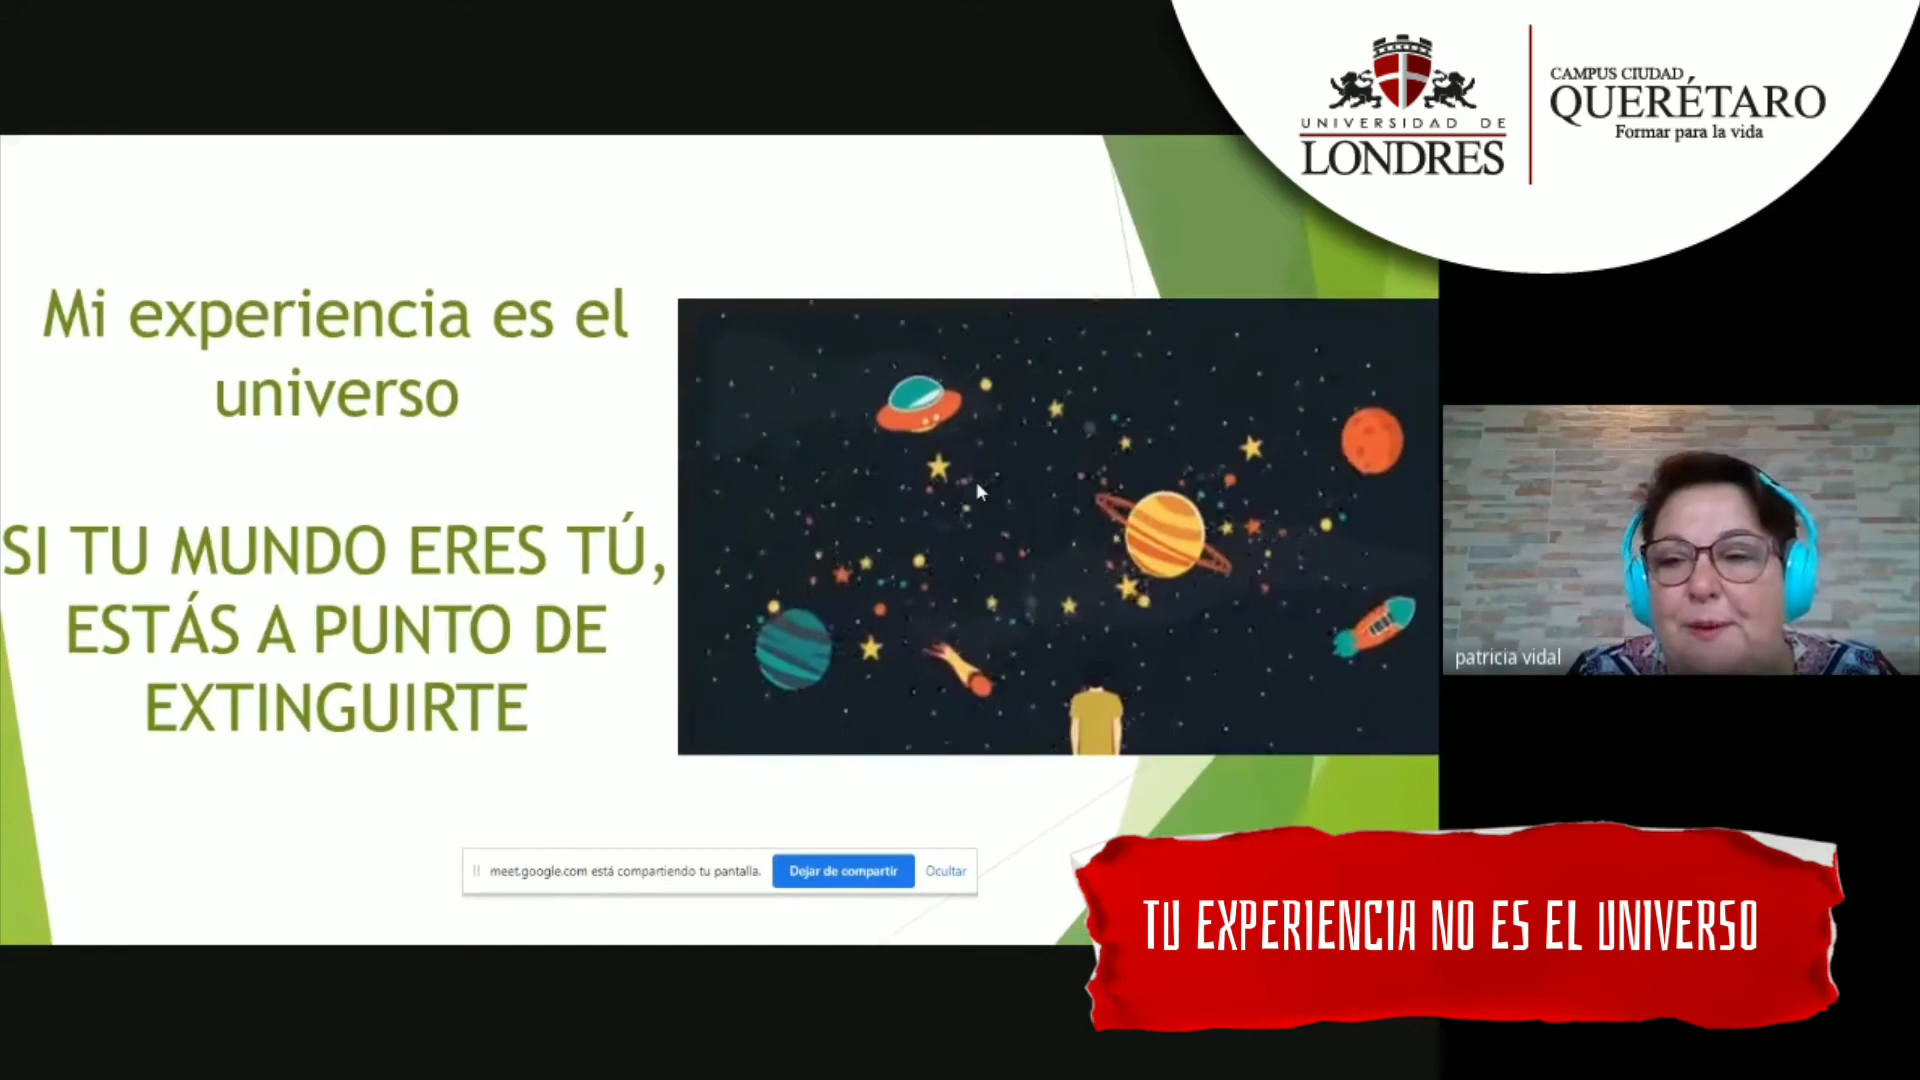 UNIVERSIDAD DE
LONDRES
CAMPUS CIUDAD
QUERÉTARO
Formar para la vida
Mi experiencia es el
universo
SI TU MUNDO ERES TÚ,
ESTÁS A PUNTO DE
EXTINGUIRTE
patricia vidal
meet.google.com está compartiendo tu pantalla.
Dejar de compartir
Ocultar
TU EXPERIENCIA NO ES EL UNIVERSO